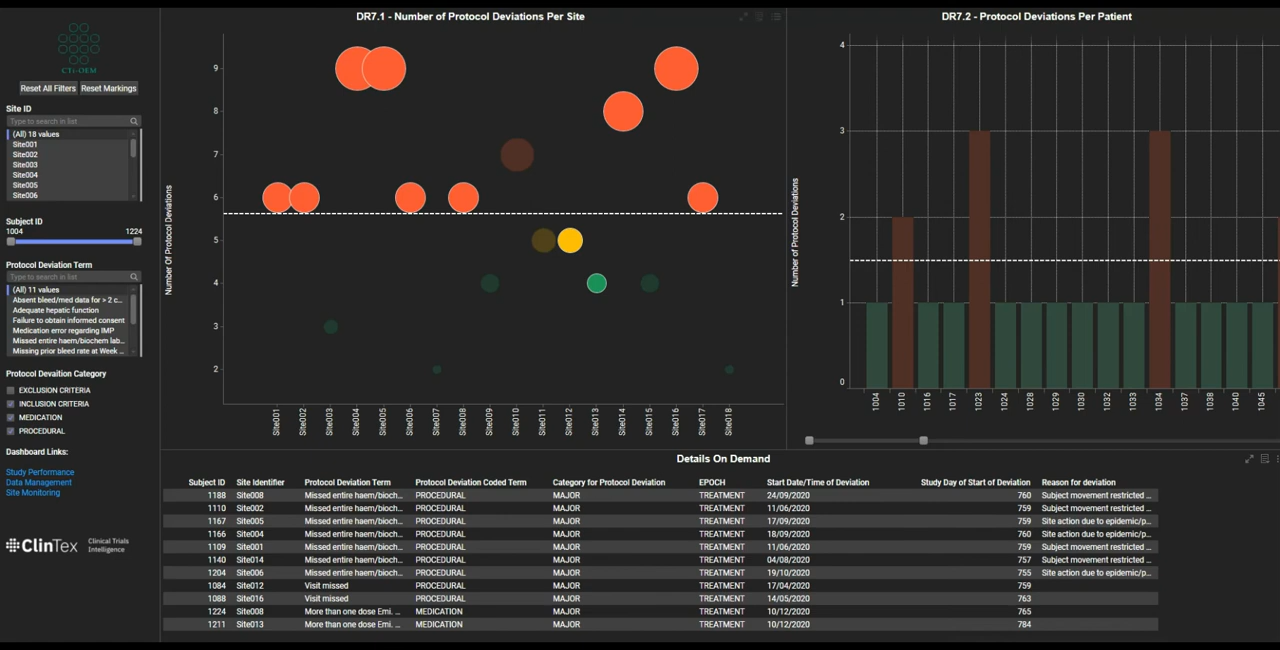 CTi-OEM
Reset All Filters Reset Markings
Site ID
Type to search in list
(All) 18 values
Site001
Site002
Site003
Site004
Site005
Site006
Subject ID
1004 1224
Protocol Deviation Term
Type to search in list
(All) 11 values
Absent bleed/med data for > 2 c...
Adequate hepatic function
Failure to obtain informed consent
Medication error regarding IMP
Missed entire haem/biochem lab...
Missing prior bleed rate at Week ...
Protocol Devaition Category
EXCLUSION CRITERIA
INCLUSION CRITERIA
MEDICATION
PROCEDURAL
Dashboard Links:
Study Performance
Data Management
Site Monitoring
ClinTex Clinical Trials
Intelligence
DR7.1 - Number of Protocol Deviations Per Site
Number Of Protocol Deviations
9
8
7
6
5
4
3
2
Site001 Site002 Site003 Site004 Site005 Site006 Site007 Site008 Site009 Site010 Site011 Site012 Site013 Site014 Site015 Site016 Site017 Site018
DR7.2 - Protocol Deviations Per Patient
Number of Protocol Deviations
4
3
2
1
0
1004 1010 1016 1017 1023 1024 1028 1029 1030 1032 1033 1034 1037 1038 1040 1045
Details On Demand
Subject ID Site Identifier Protocol Deviation Term Protocol Deviation Coded Term Category for Protocol Deviation EPOCH Start Date/Time of Deviation Study Day of Start of Deviation Reason for deviation
1188 Site008 Missed entire haem/bioch... PROCEDURAL MAJOR TREATMENT 24/09/2020 760 Subject movement restricted ...
1110 Site002 Missed entire haem/bioch... PROCEDURAL MAJOR TREATMENT 11/06/2020 759 Subject movement restricted ...
1167 Site005 Missed entire haem/bioch... PROCEDURAL MAJOR TREATMENT 17/09/2020 759 Site action due to epidemic/p...
1166 Site004 Missed entire haem/bioch... PROCEDURAL MAJOR TREATMENT 18/09/2020 760 Site action due to epidemic/p...
1109 Site001 Missed entire haem/bioch... PROCEDURAL MAJOR TREATMENT 11/06/2020 759 Subject movement restricted ...
1140 Site014 Missed entire haem/bioch... PROCEDURAL MAJOR TREATMENT 04/08/2020 757 Subject movement restricted ...
1204 Site006 Missed entire haem/bioch... PROCEDURAL MAJOR TREATMENT 19/10/2020 755 Site action due to epidemic/p...
1084 Site012 Visit missed PROCEDURAL MAJOR TREATMENT 17/04/2020 759
1088 Site016 Visit missed PROCEDURAL MAJOR TREATMENT 14/05/2020 763
1224 Site008 More than one dose Emi. ... MEDICATION MAJOR TREATMENT 10/12/2020 765
1211 Site013 More than one dose Emi. ... MEDICATION MAJOR TREATMENT 10/12/2020 784